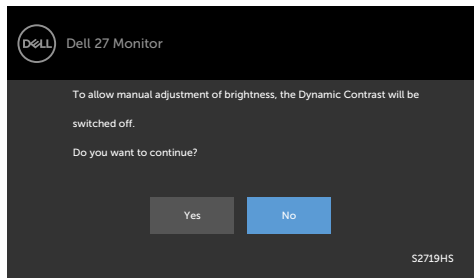 DELL Dell 27 Monitor
To allow manual adjustment of brightness, the Dynamic Contrast will be
switched off.
Do you want to continue?
Yes No
S2719HS